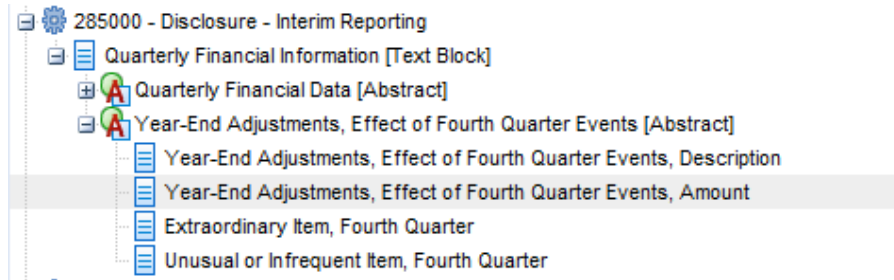 285000 - Disclosure - Interim Reporting
Quarterly Financial Information [Text Block]
Quarterly Financial Data [Abstract]
Year-End Adjustments, Effect of Fourth Quarter Events [Abstract]
Year-End Adjustments, Effect of Fourth Quarter Events, Description
Year-End Adjustments, Effect of Fourth Quarter Events, Amount
Extraordinary Item, Fourth Quarter
Unusual or Infrequent Item, Fourth Quarter